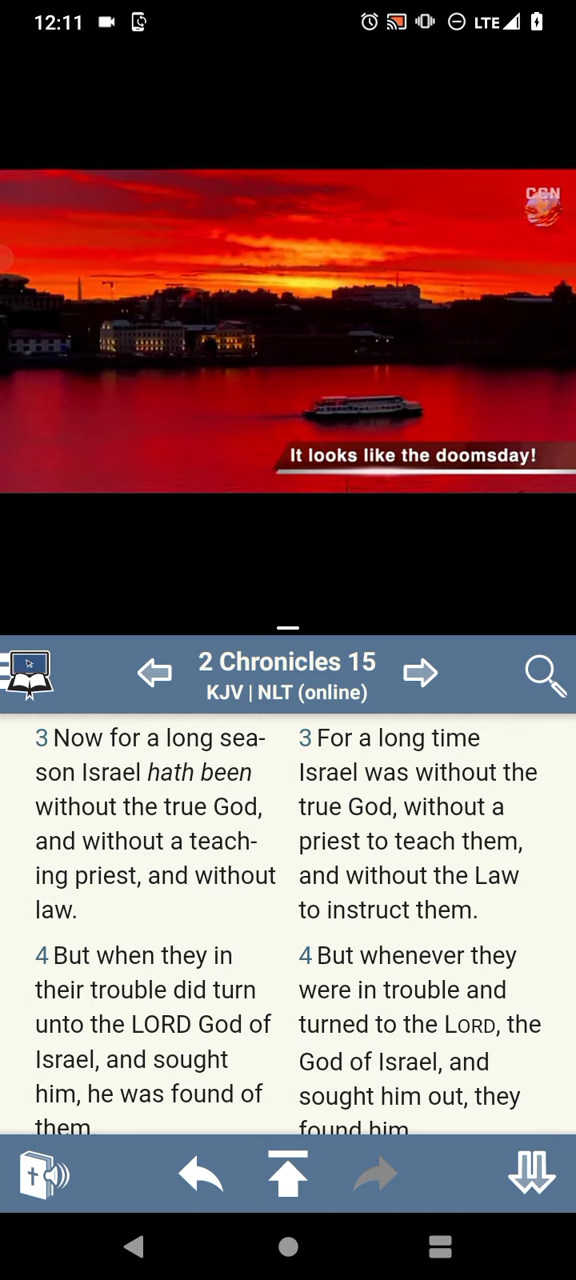 12:11
LTE
CGN
It looks like the doomsday!
2 Chronicles 15
KJV | NLT (online)
3 Now for a long sea-
son Israel hath been
without the true God,
and without a teach-
ing priest, and without
law.
4 But when they in
their trouble did turn
unto the LORD God of
Israel, and sought
him, he was found of
them.
3 For a long time
Israel was without the
true God, without a
priest to teach them,
and without the Law
to instruct them.
4 But whenever they
were in trouble and
turned to the LORD, the
God of Israel, and
sought him out, they
found him.